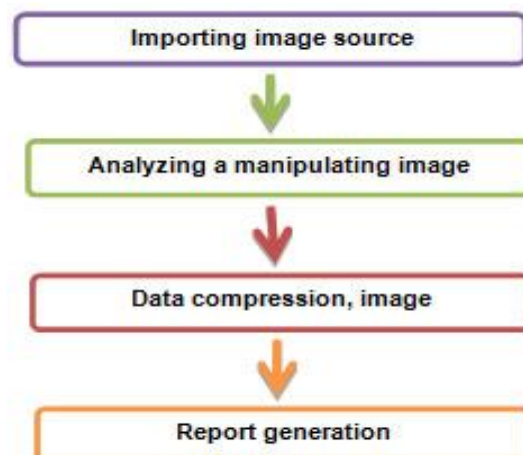 Importing image source
Analyzing a manipulating image
Data compression, image
Report generation